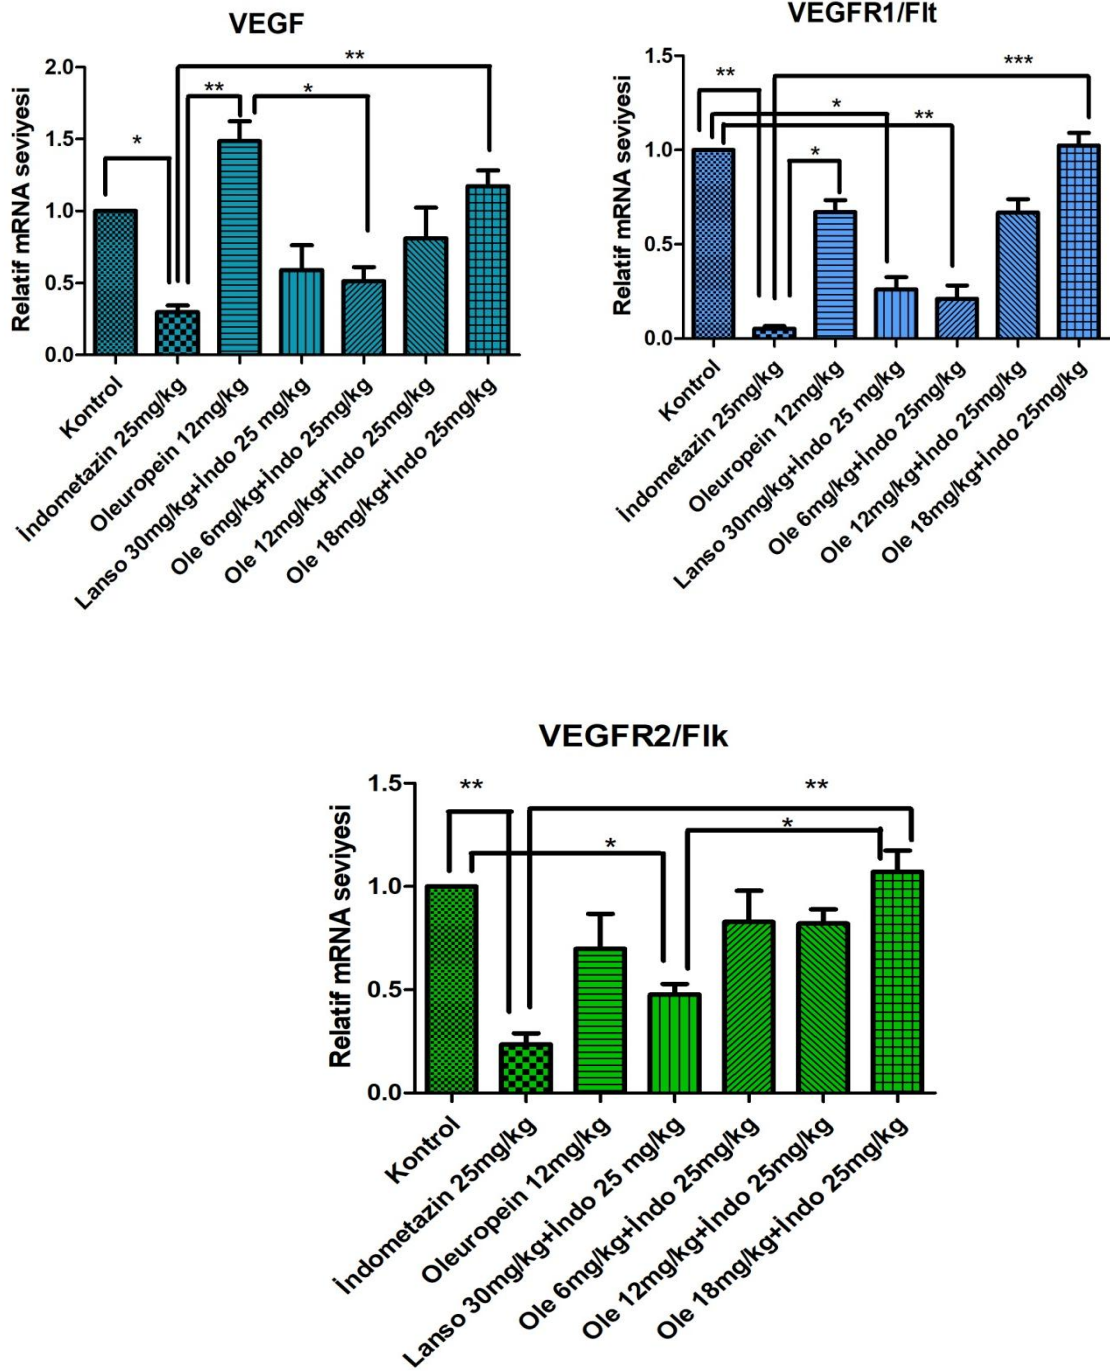 VEGF
Relatif mRNA seviyesi
2.0
1.5
1.0
0.5
0.0
*
**
*
**
Kontrol
İndometazin 25mg/kg
Oleuropein 12mg/kg
Lanso 30mg/kg+İndo 25 mg/kg
Ole 6mg/kg+İndo 25mg/kg
Ole 12mg/kg+İndo 25mg/kg
Ole 18mg/kg+İndo 25mg/kg
VEGFR1/Flt
Relatif mRNA seviyesi
1.5
1.0
0.5
0.0
**
***
*
**
*
Kontrol
İndometazin 25mg/kg
Oleuropein 12mg/kg
Lanso 30mg/kg+İndo 25 mg/kg
Ole 6mg/kg+İndo 25mg/kg
Ole 12mg/kg+İndo 25mg/kg
Ole 18mg/kg+İndo 25mg/kg
VEGFR2/Flk
Relatif mRNA seviyesi
1.5
1.0
0.5
0.0
**
**
*
*
Kontrol
İndometazin 25mg/kg
Oleuropein 12mg/kg
Lanso 30mg/kg+İndo 25 mg/kg
Ole 6mg/kg+İndo 25mg/kg
Ole 12mg/kg+İndo 25mg/kg
Ole 18mg/kg+İndo 25mg/kg